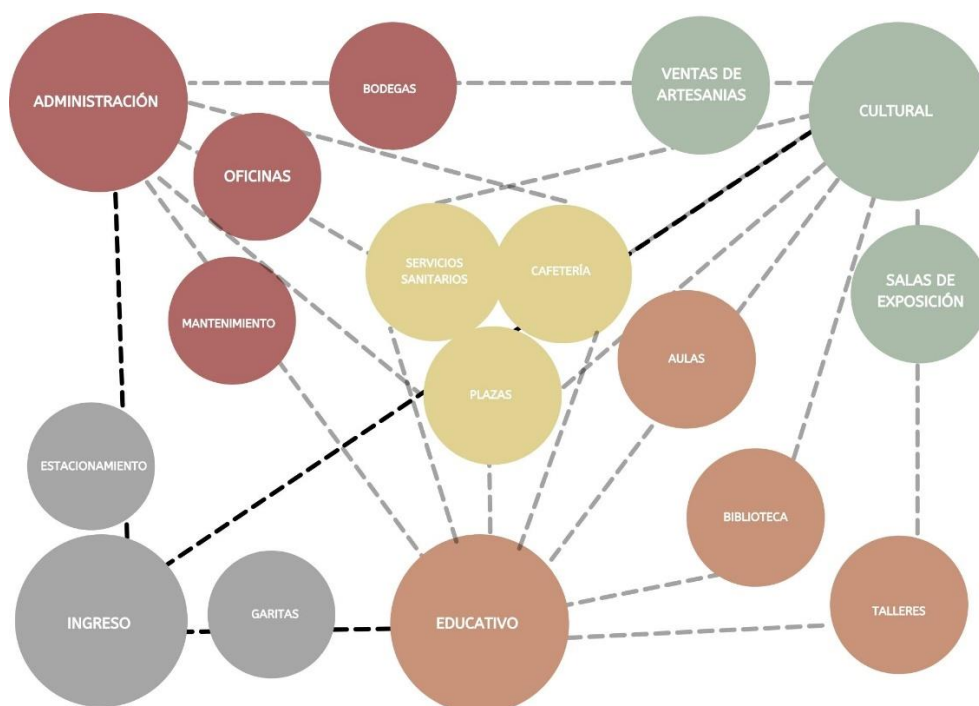 ADMINISTRACIÓN
BODEGAS
VENTAS DE
ARTESANIAS
CULTURAL
OFICINAS
SERVICIOS
SANITARIOS
CAFETERÍA
SALAS DE
EXPOSICIÓN
MANTENIMIENTO
AULAS
PLAZAS
ESTACIONAMIENTO
BIBLIOTECA
INGRESO
GARITAS
EDUCATIVO
TALLERES